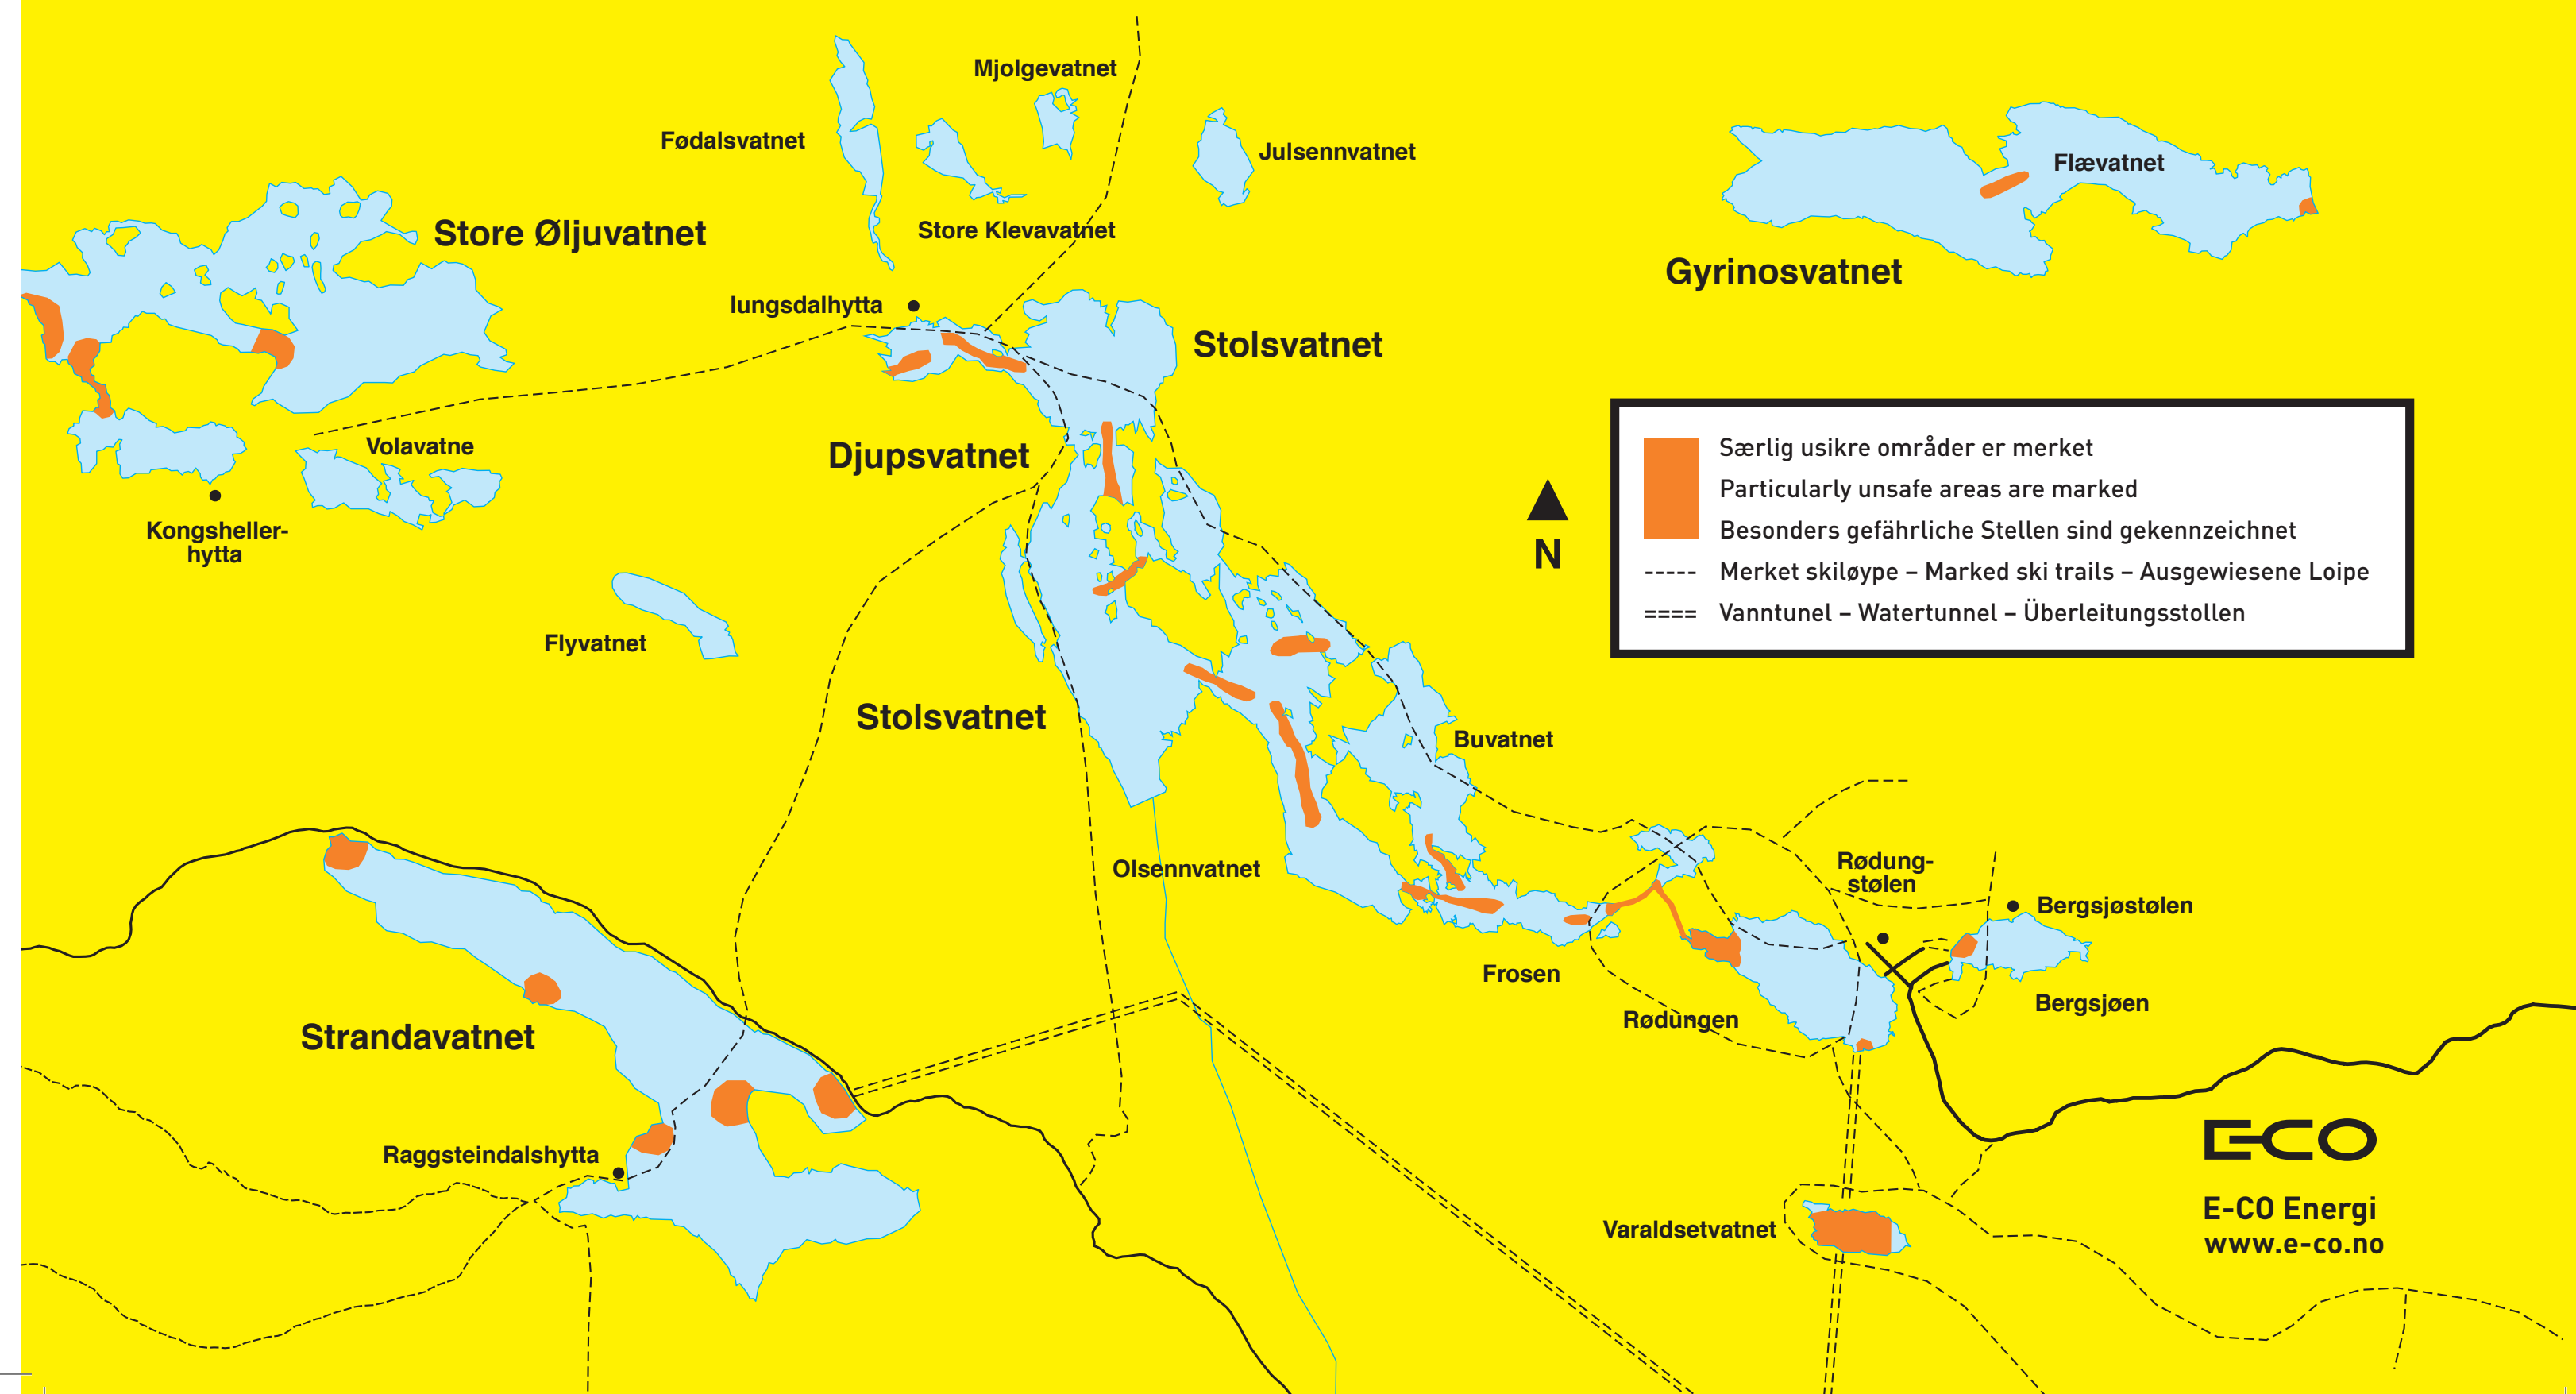 Mjolgevatnet
Fødalsvatnet
Julsennvatnet
Flævatnet
Store Øljuvatnet
Store Klevavatnet
Gyrinosvatnet
Iungsdalhytta
Stolsvatnet
Volavatne
Djupsvatnet
Kongsheller-
hytta
N
Særlig usikre områder er merket
Particularly unsafe areas are marked
Besonders gefährliche Stellen sind gekennzeichnet
----- Merket skiløype – Marked ski trails – Ausgewiesene Loipe
==== Vanntunel – Watertunnel – Überleitungsstollen
Flyvatnet
Stolsvatnet
Buvatnet
Olsennvatnet
Rødung-
stølen
Bergsjøstølen
Frosen
Bergsjøen
Rødungen
Strandavatnet
Raggsteindalshytta
Varaldsetvatnet
E-CO
E-CO Energi
www.e-co.no